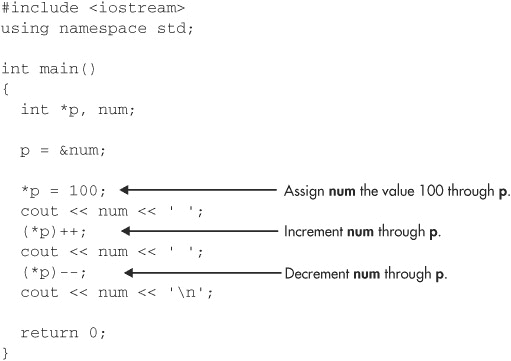 #include <iostream>
using namespace std;
int main()
{
int *p, num;
p = &num;
*p = 100; Assign num the value 100 through p.
cout << num << ' ';
(*p)++; Increment num through p.
cout << num << ' ';
(*p)--; Decrement num through p.
cout << num << '\n';
return 0;
}